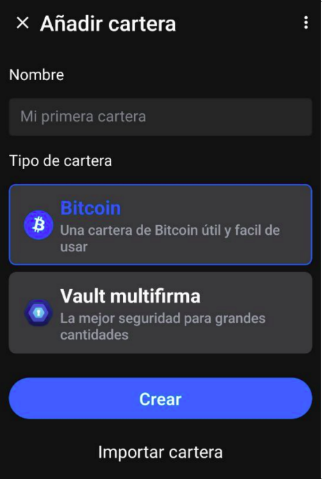 Añadir cartera
Nombre
Mi primera cartera
Tipo de cartera
Bitcoin
Una cartera de Bitcoin útil y facil de
usar
Vault multifirma
La mejor seguridad para grandes
cantidades
Crear
Importar cartera